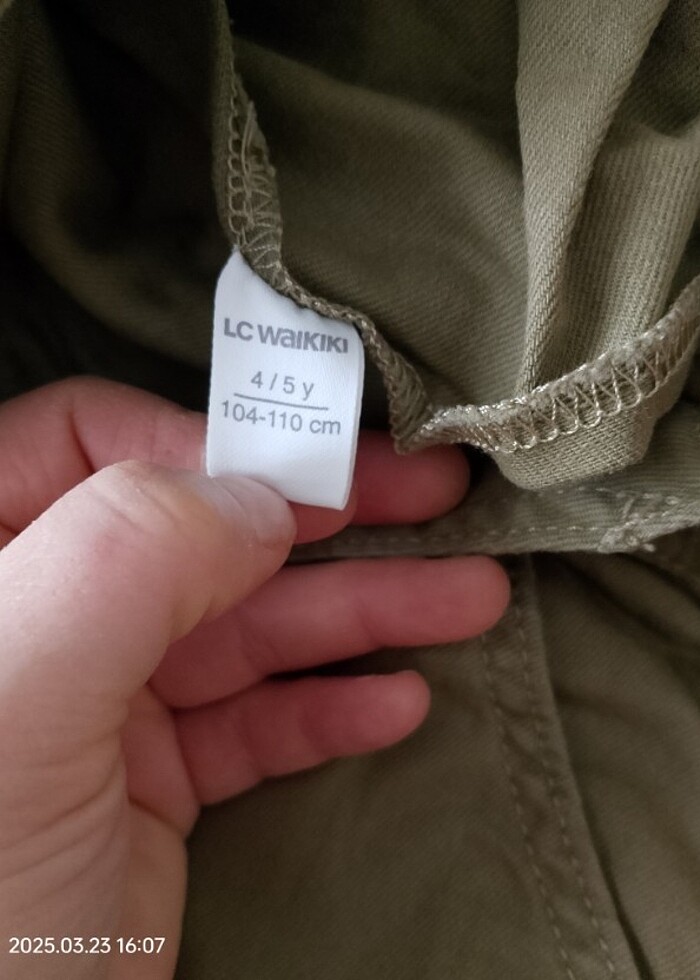 LC WAIKIKI
4 / 5 y
104-110 cm
2025.03.23 16:07